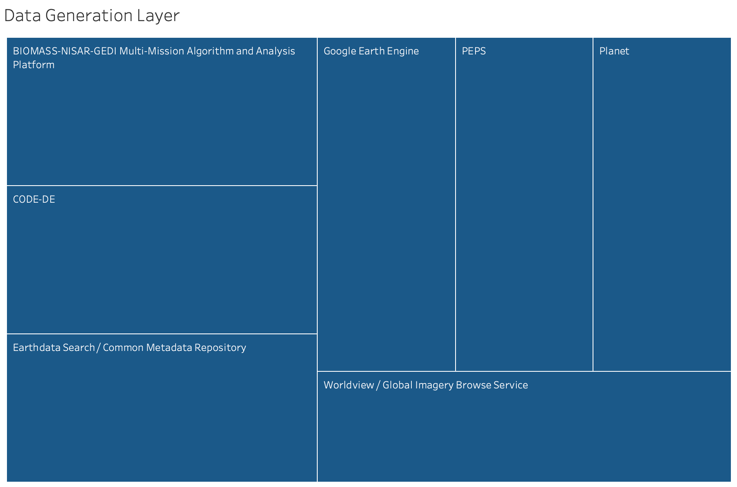 Data Generation Layer
BIOMASS-NISAR-GEDI Multi-Mission Algorithm and Analysis
Platform
Google Earth Engine
PEPS
Planet
CODE-DE
Earthdata Search / Common Metadata Repository
Worldview / Global Imagery Browse Service